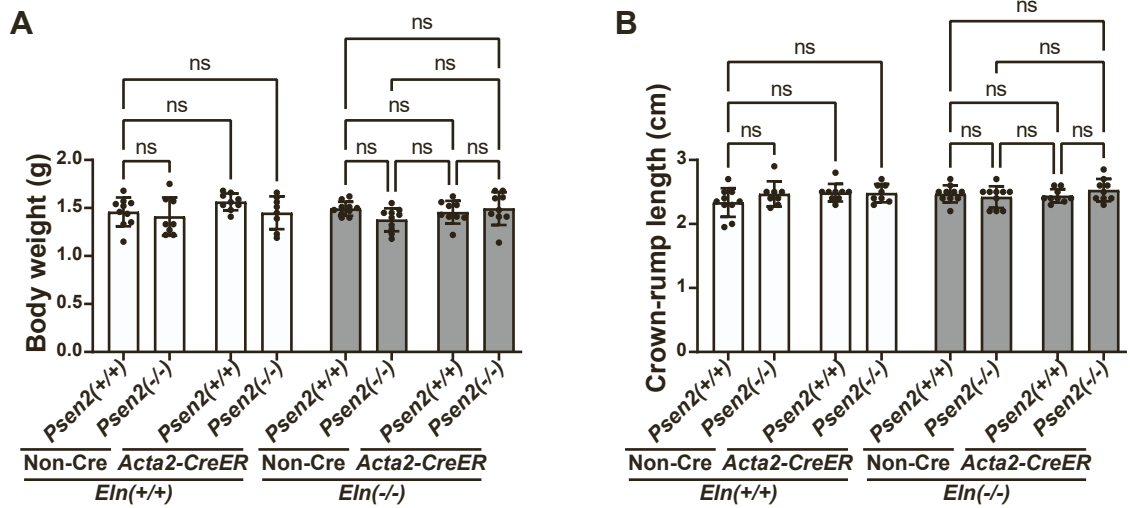 A
ns
ns
ns
ns
ns
ns
ns
ns
ns
ns
Body weight (g)
2.0
1.5
1.0
0.5
0.0
Psen2(+/+)
Psen2(-/-)
Psen2(+/+)
Psen2(-/-)
Psen2(+/+)
Psen2(-/-)
Psen2(+/+)
Psen2(-/-)
Non-Cre Acta2-CreER Non-Cre Acta2-CreER
Eln(+/+) Eln(-/-)
B
ns
ns
ns
ns
ns
ns
ns
ns
ns
Crown-rump length (cm)
3
2
1
0
Psen2(+/+)
Psen2(-/-)
Psen2(+/+)
Psen2(-/-)
Psen2(+/+)
Psen2(-/-)
Psen2(+/+)
Psen2(-/-)
Non-Cre Acta2-CreER Non-Cre Acta2-CreER
Eln(+/+) Eln(-/-)